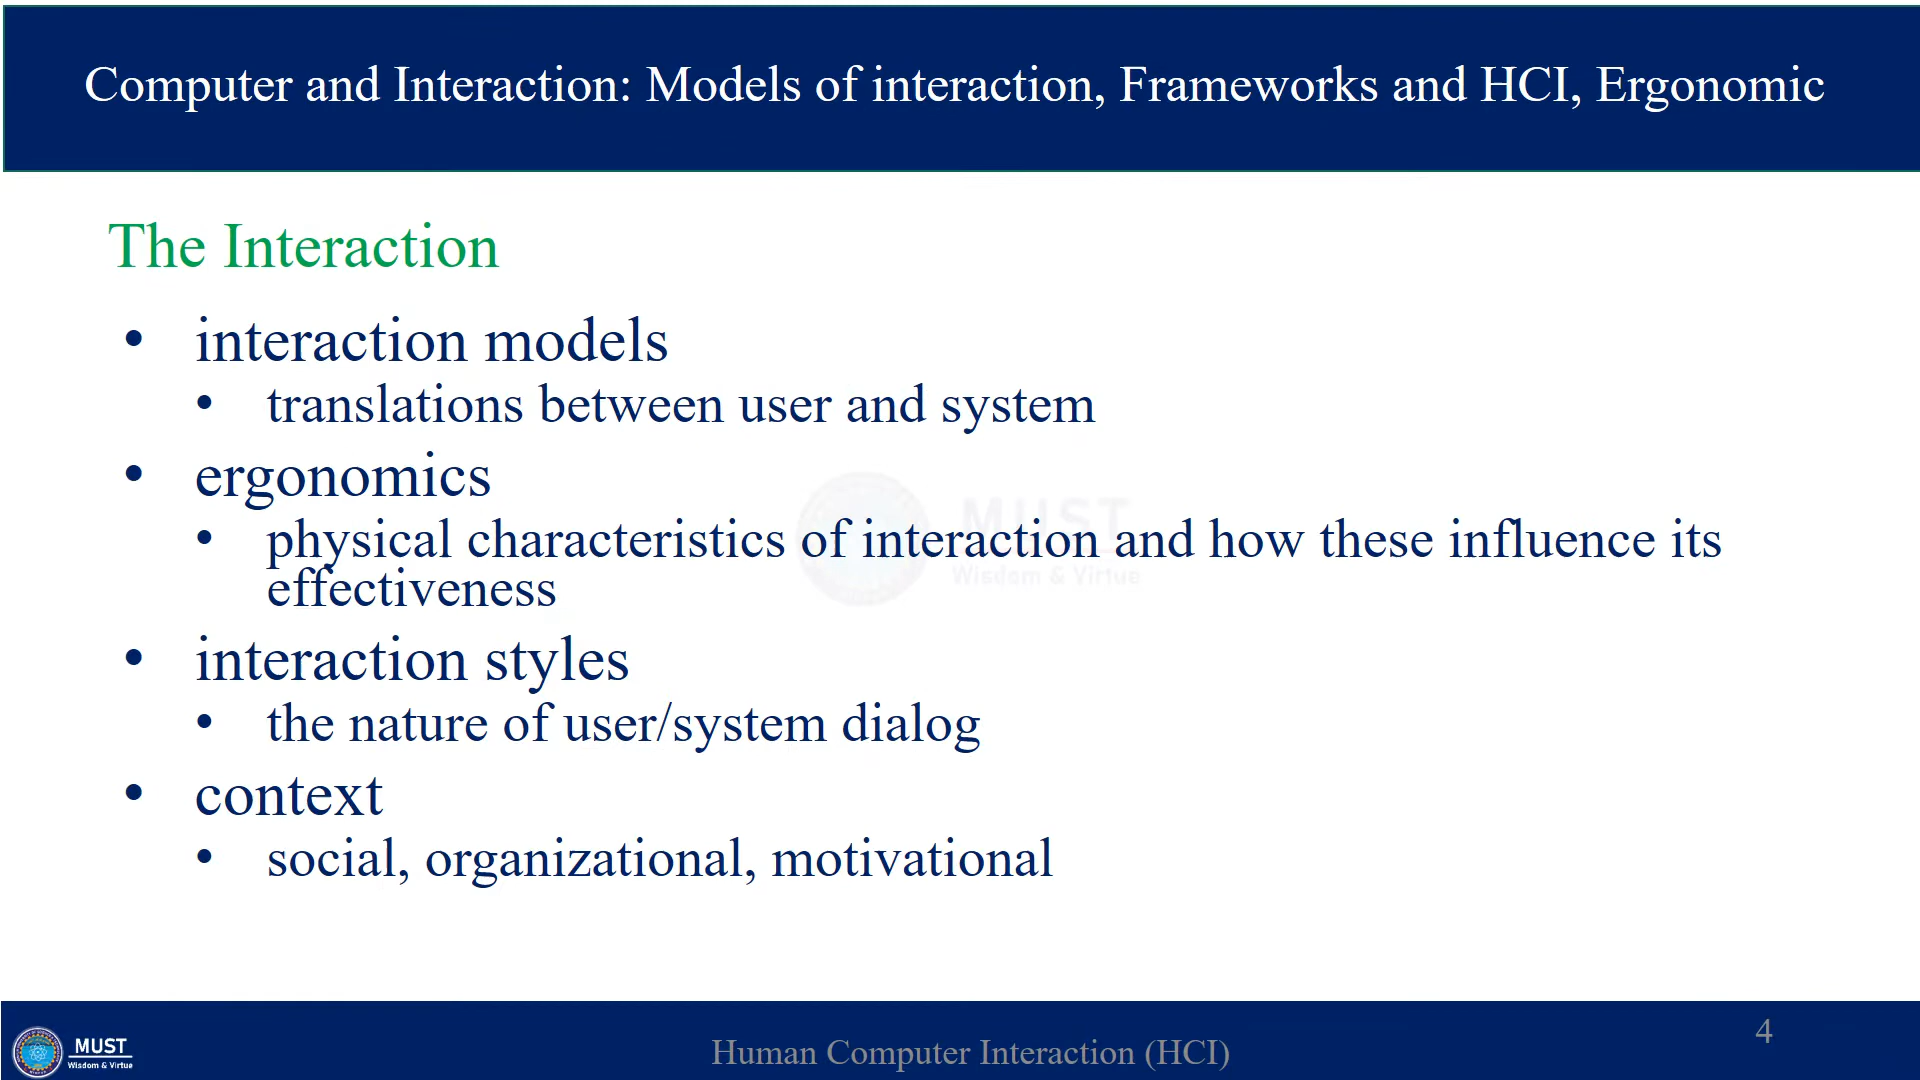 Computer and Interaction: Models of interaction, Frameworks and HCI, Ergonomic
The Interaction
• interaction models
• translations between user and system
• ergonomics
• physical characteristics of interaction and how these influence its
effectiveness
• interaction styles
• the nature of user/system dialog
• context
• social, organizational, motivational
MUST
Wisdom & Virtue
MUST
Wisdom & Virtue
Human Computer Interaction (HCI)
4